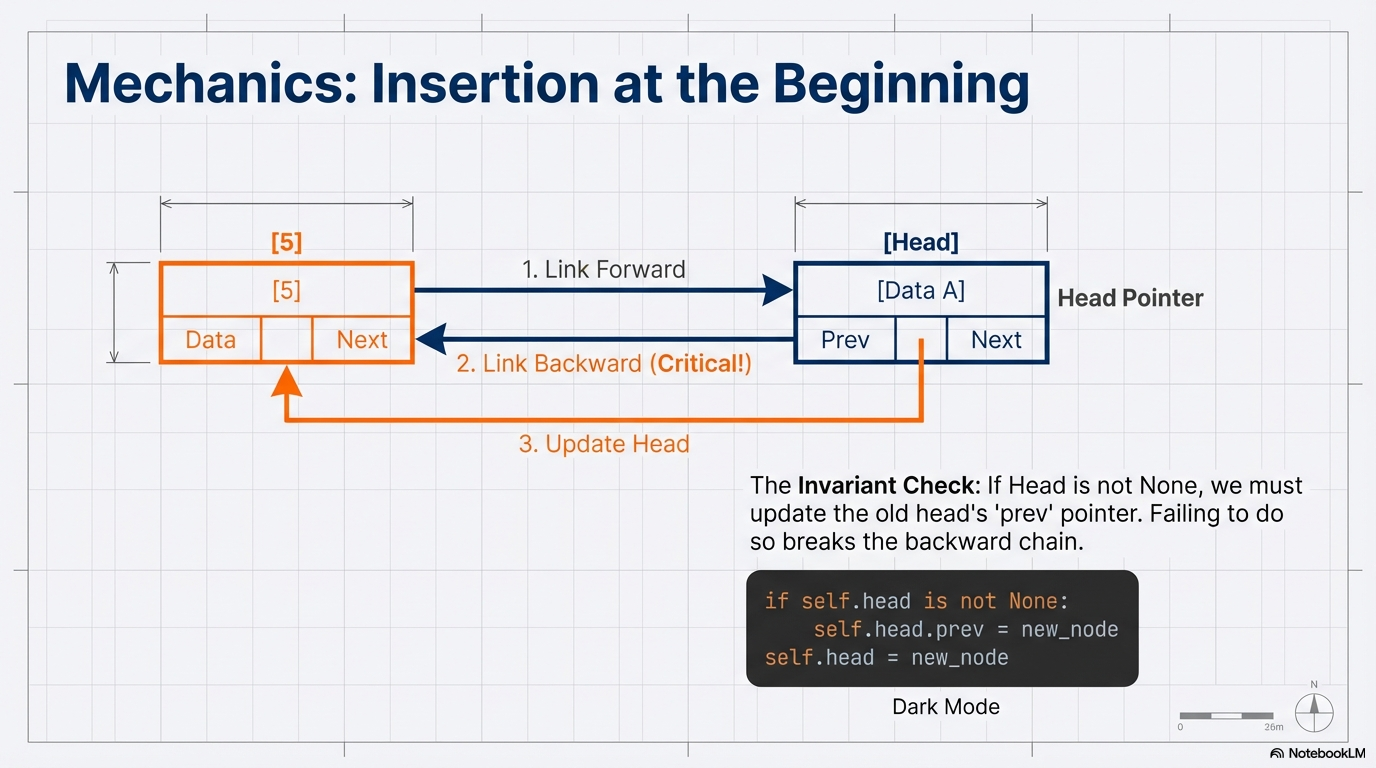 Mechanics: Insertion at the Beginning
[5]
[Head]
[5]
1. Link Forward
[Data A]
Head Pointer
Data
Next
2. Link Backward (Critical!)
Prev
Next
3. Update Head
The Invariant Check: If Head is not None, we must
update the old head's 'prev' pointer. Failing to do
so breaks the backward chain.
if self.head is not None:
    self.head.prev = new_node
self.head = new_node
Dark Mode
N
0
26m
NotebookLM